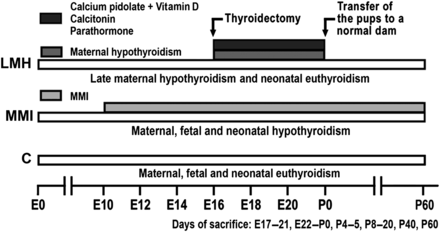 Calcium pidolate + Vitamin D
Calcitonin
Parathormone
Thyroidectomy
Transfer of
the pups to a
normal dam
Maternal hypothyroidism
LMH
Late maternal hypothyroidism and neonatal euthyroidism
MMI
MMI
Maternal, fetal and neonatal hypothyroidism
C
Maternal, fetal and neonatal euthyroidism
E0 E10 E12 E14 E16 E18 P0 P60
Days of sacrifice: E17–21, E22–P0, P4–5, P8–20, P40, P60